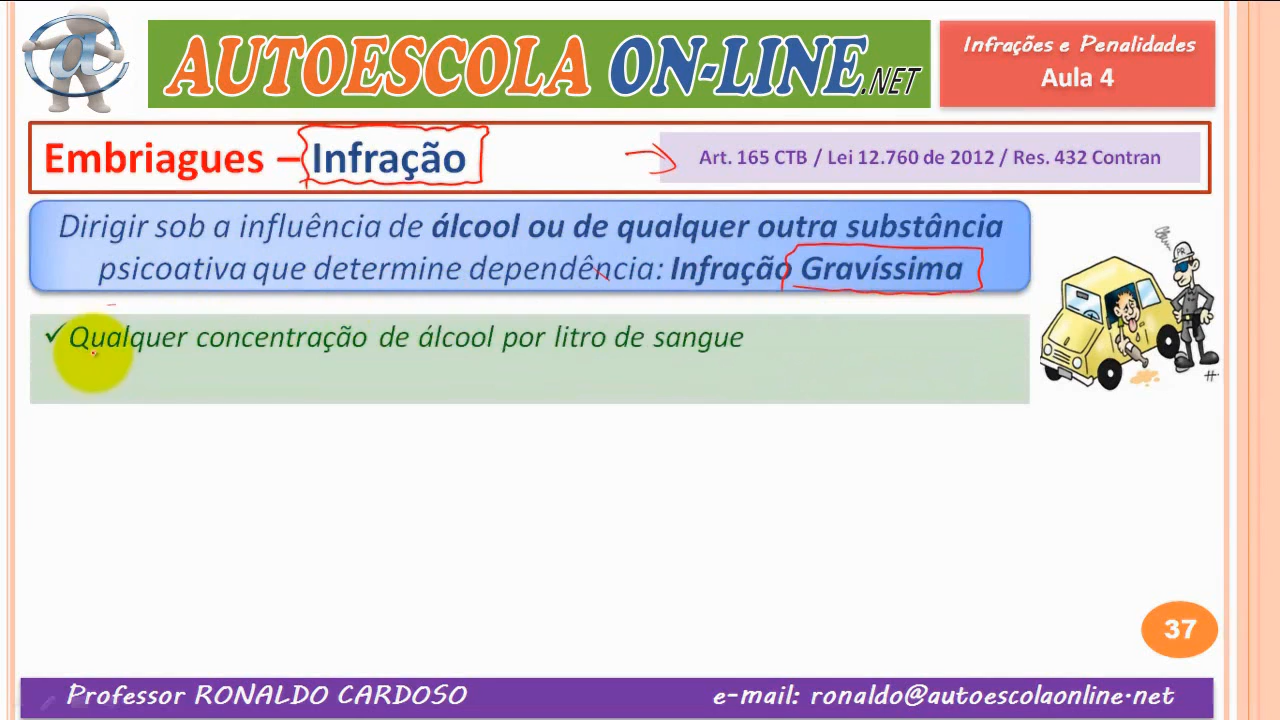 AUTOESCOLA ON-LINE.NET
Infrações e Penalidades
Aula 4
Embriagues – Infração
Art. 165 CTB / Lei 12.760 de 2012 / Res. 432 Contran
Dirigir sob a influência de álcool ou de qualquer outra substância
psicoativa que determine dependência: Infração Gravíssima
✓ Qualquer concentração de álcool por litro de sangue
PR
37
Professor RONALDO CARDOSO
e-mail: ronaldo@autoescolaonline.net